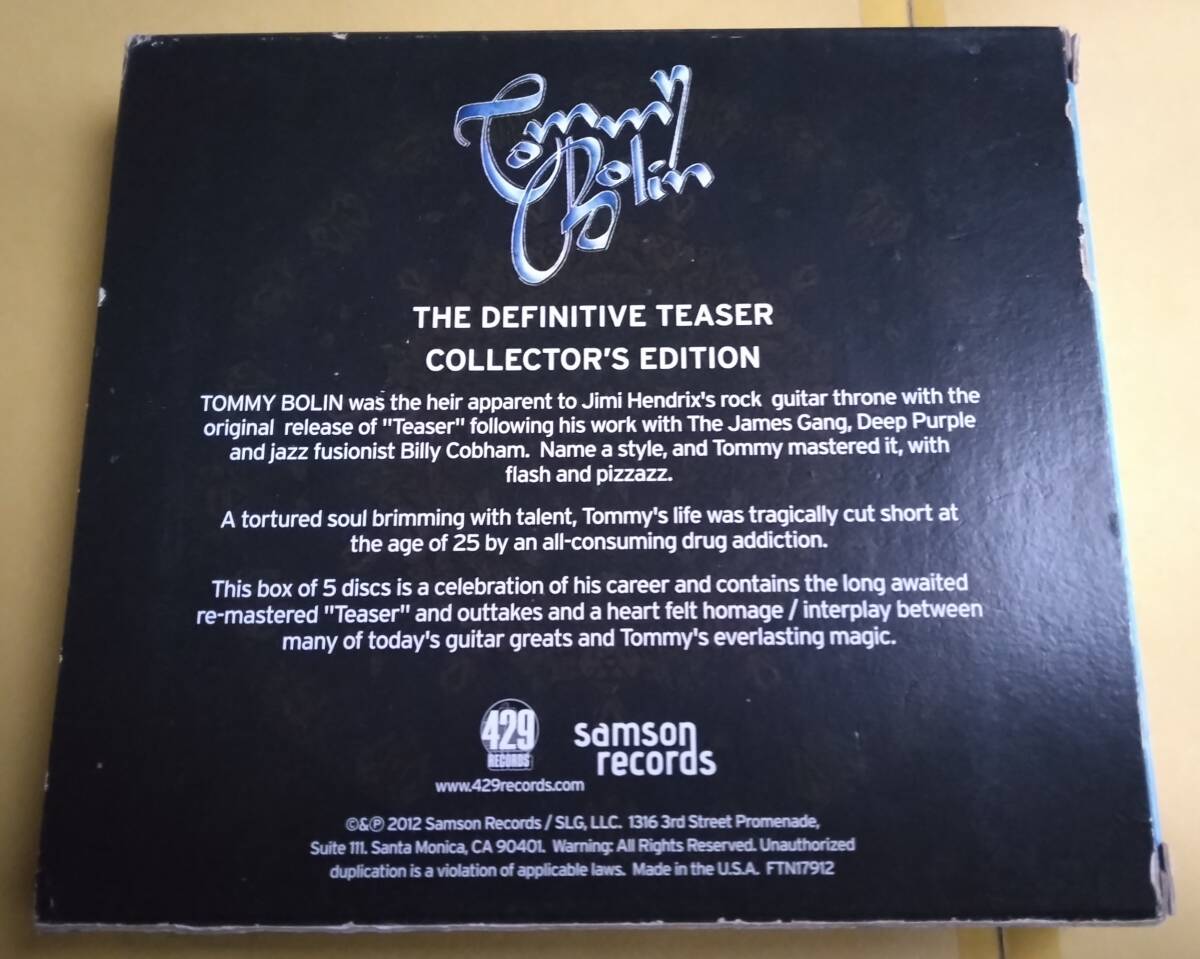 Tommy
Bolin
THE DEFINITIVE TEASER
COLLECTOR'S EDITION
TOMMY BOLIN was the heir apparent to Jimi Hendrix's rock guitar throne with the
original release of "Teaser" following his work with The James Gang, Deep Purple
and jazz fusionist Billy Cobham. Name a style, and Tommy mastered it, with
flash and pizzazz.
A tortured soul brimming with talent, Tommy's life was tragically cut short at
the age of 25 by an all-consuming drug addiction.
This box of 5 discs is a celebration of his career and contains the long awaited
re-mastered "Teaser" and outtakes and a heart felt homage / interplay between
many of today's guitar greats and Tommy's everlasting magic.
429
RECORDS
samson
records
www.429records.com
©&℗ 2012 Samson Records / SLG, LLC. 1316 3rd Street Promenade,
Suite 111. Santa Monica, CA 90401. Warning: All Rights Reserved. Unauthorized
duplication is a violation of applicable laws. Made in the U.S.A. FTN17912